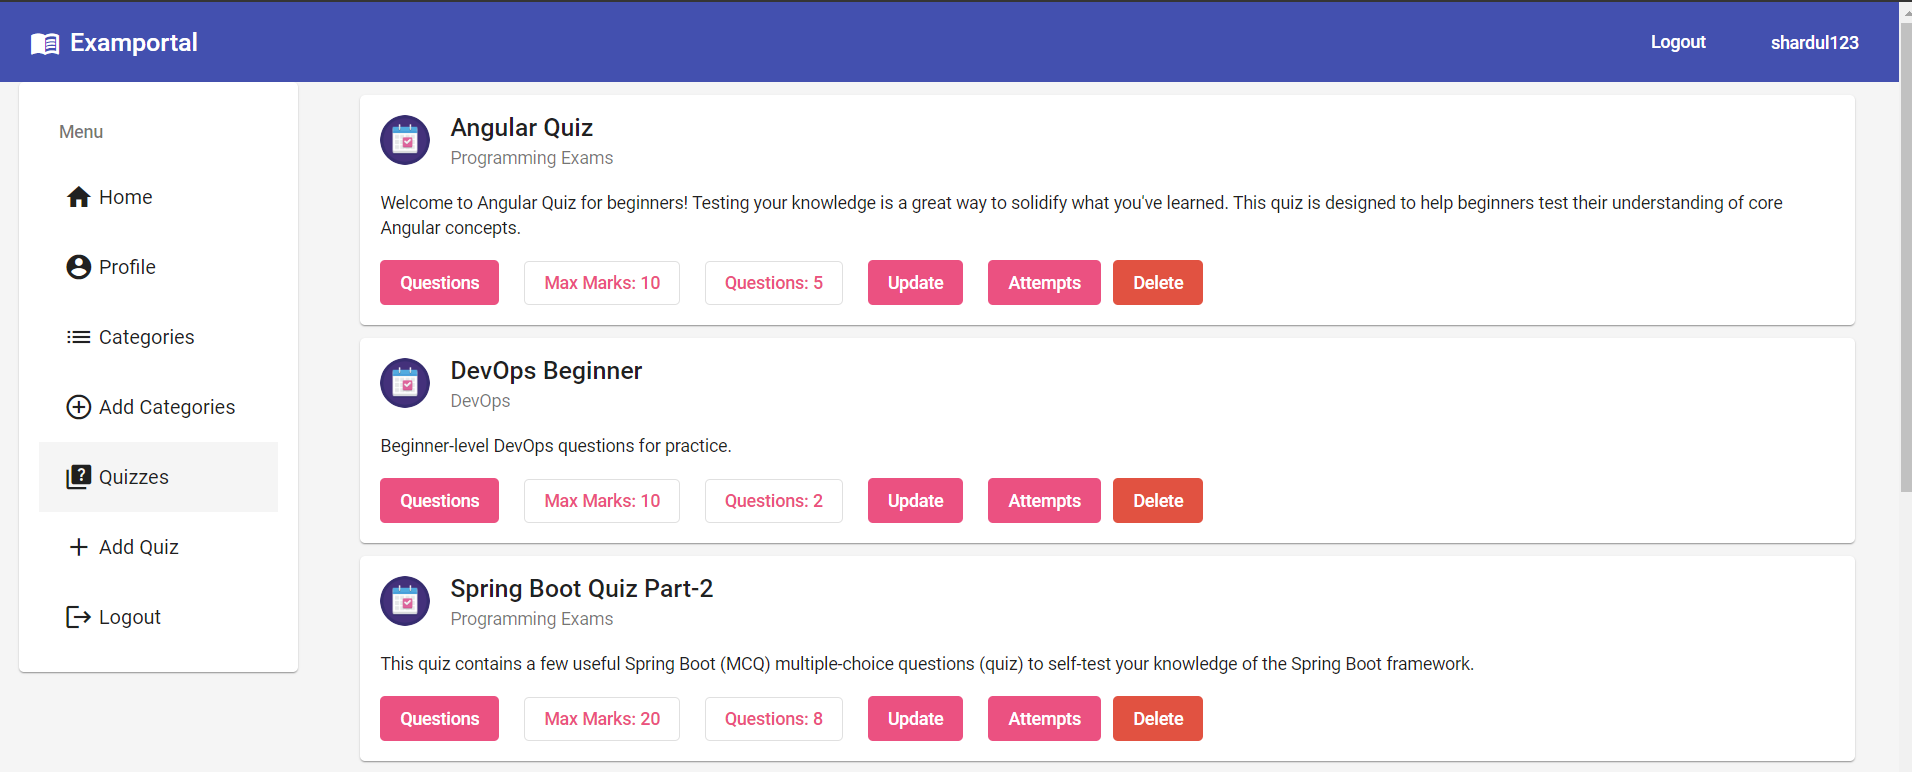 Examportal
Logout
shardul123
Menu
Home
Profile
Categories
Add Categories
Quizzes
Add Quiz
Logout
Angular Quiz
Programming Exams
Welcome to Angular Quiz for beginners! Testing your knowledge is a great way to solidify what you've learned. This quiz is designed to help beginners test their understanding of core
Angular concepts.
Questions
Max Marks: 10
Questions: 5
Update
Attempts
Delete
DevOps Beginner
DevOps
Beginner-level DevOps questions for practice.
Questions
Max Marks: 10
Questions: 2
Update
Attempts
Delete
Spring Boot Quiz Part-2
Programming Exams
This quiz contains a few useful Spring Boot (MCQ) multiple-choice questions (quiz) to self-test your knowledge of the Spring Boot framework.
Questions
Max Marks: 20
Questions: 8
Update
Attempts
Delete